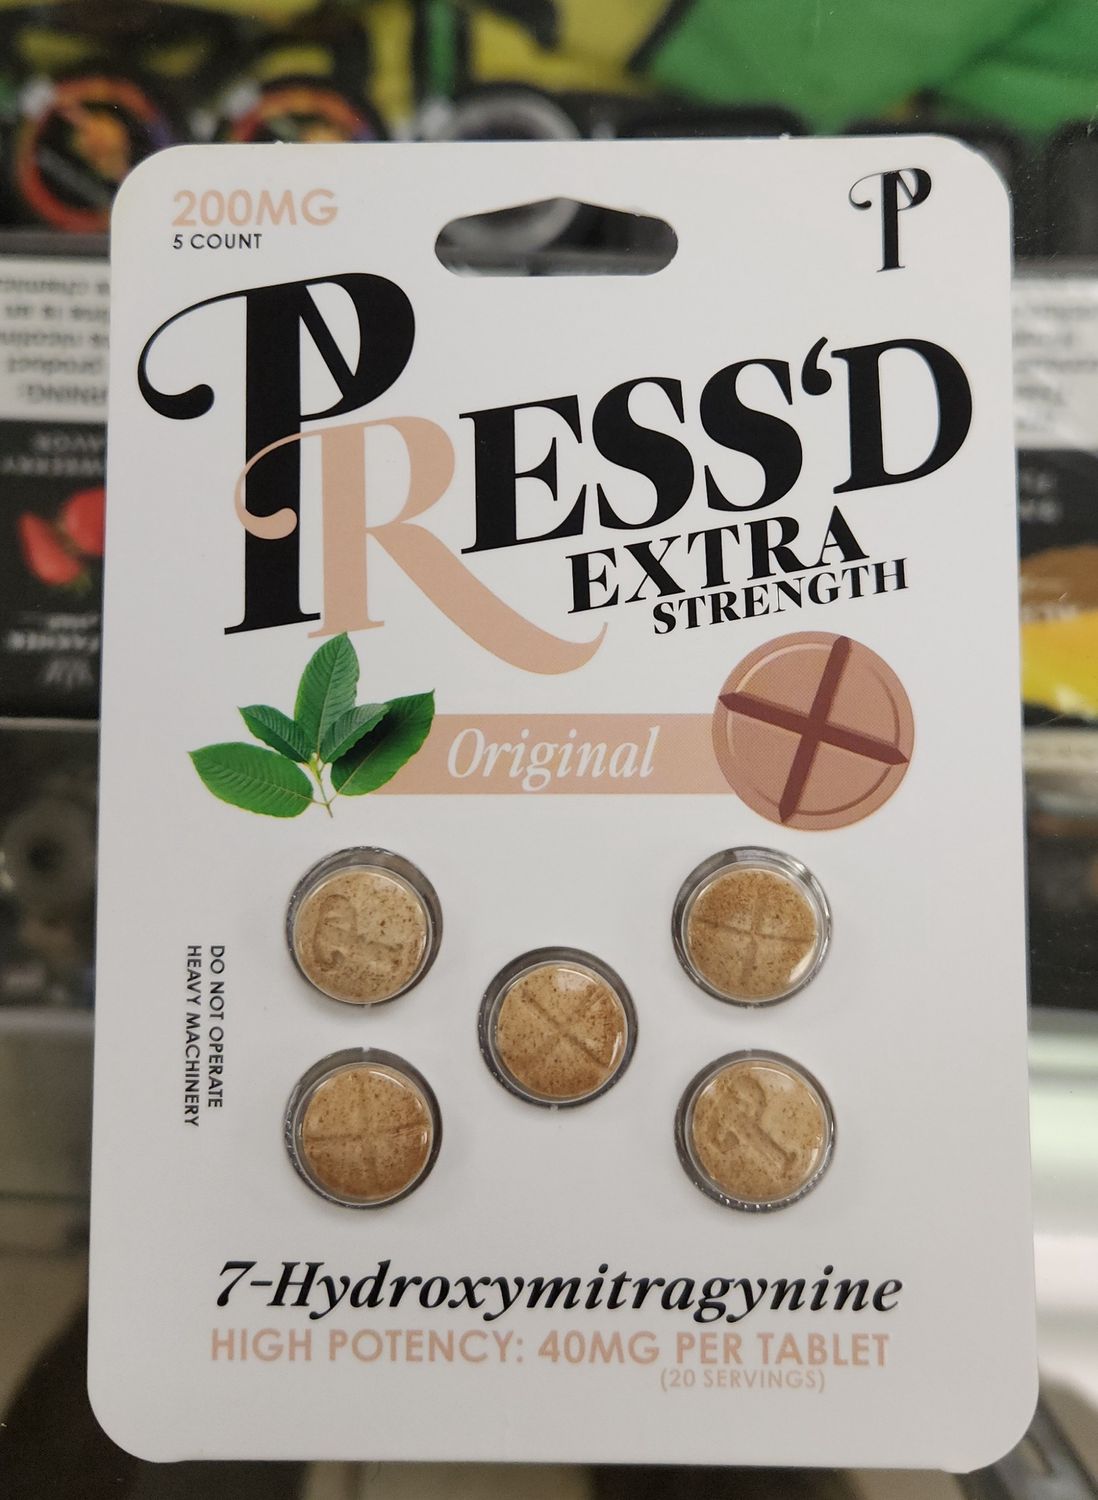 200MG
5 COUNT
P
PRESS'D
EXTRA
STRENGTH
Original
DO NOT OPERATE
HEAVY MACHINERY
7-Hydroxymitragynine
HIGH POTENCY: 40MG PER TABLET
(20 SERVINGS)